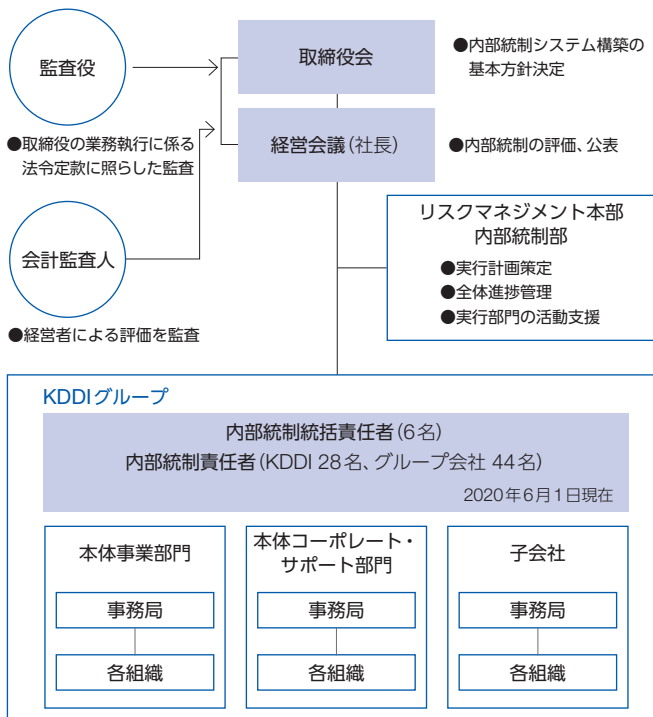 監査役
●取締役の業務執行に係る
法令定款に照らした監査
会計監査人
●経営者による評価を監査
取締役会
●内部統制システム構築の
基本方針決定
経営会議(社長)
●内部統制の評価、公表
リスクマネジメント本部
内部統制部
●実行計画策定
●全体進捗管理
●実行部門の活動支援
KDDIグループ
内部統制統括責任者(6名)
内部統制責任者(KDDI 28名、グループ会社 44名)
2020年6月1日現在
本体事業部門
事務局
各組織
本体コーポレート・
サポート部門
事務局
各組織
子会社
事務局
各組織